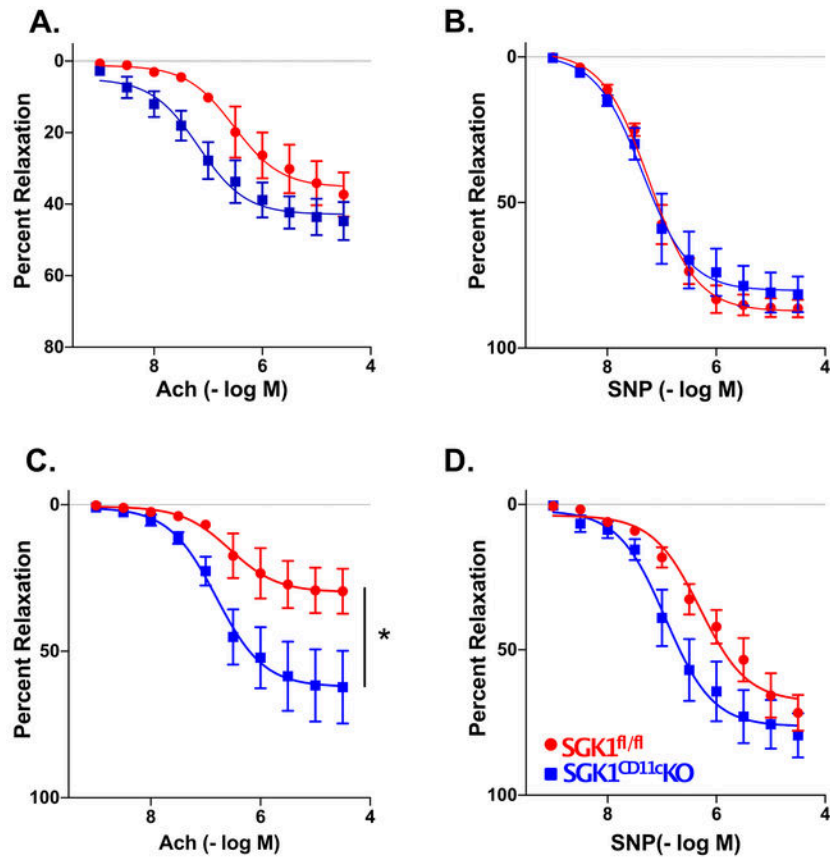 A.
0
20
40
60
80
Percent Relaxation
8
6
4
Ach (- log M)
B.
0
50
100
Percent Relaxation
8
6
4
SNP (- log M)
C.
0
50
100
Percent Relaxation
8
6
4
Ach (- log M)
*
D.
0
50
100
Percent Relaxation
8
6
4
SNP(- log M)
SGK1fl/fl
SGK1CD11cKO